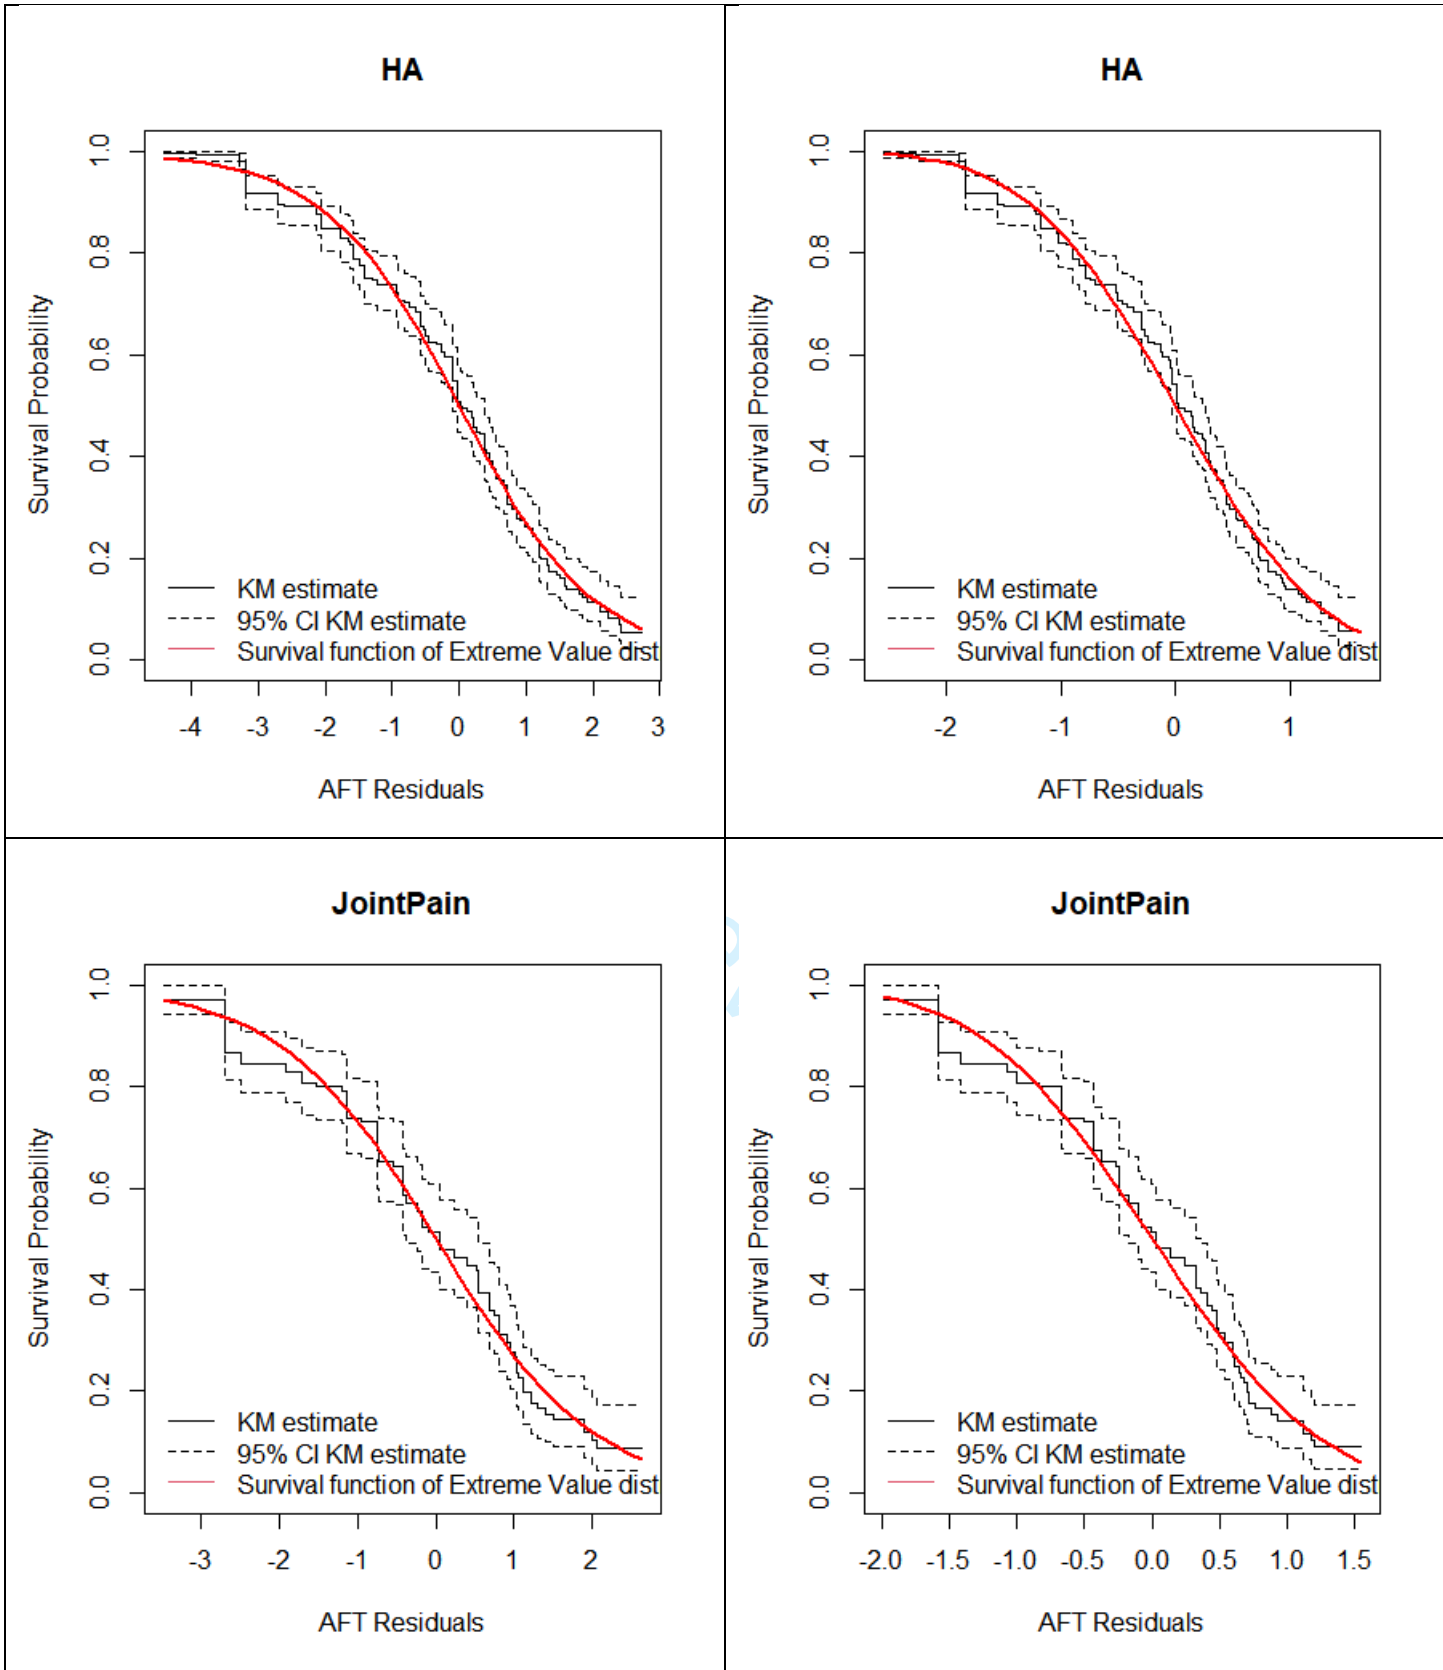 HA
Survival Probability
1.0
0.8
0.6
0.4
0.2
0.0
KM estimate
95% CI KM estimate
Survival function of Extreme Value dist
-4 -3 -2 -1 0 1 2 3
AFT Residuals
HA
Survival Probability
1.0
0.8
0.6
0.4
0.2
0.0
KM estimate
95% CI KM estimate
Survival function of Extreme Value dist
-2 -1 0 1
AFT Residuals
JointPain
Survival Probability
1.0
0.8
0.6
0.4
0.2
0.0
KM estimate
95% CI KM estimate
Survival function of Extreme Value dist
-3 -2 -1 0 1 2
AFT Residuals
JointPain
Survival Probability
1.0
0.8
0.6
0.4
0.2
0.0
KM estimate
95% CI KM estimate
Survival function of Extreme Value dist
-2.0 -1.5 -1.0 -0.5 0.0 0.5 1.0 1.5
AFT Residuals